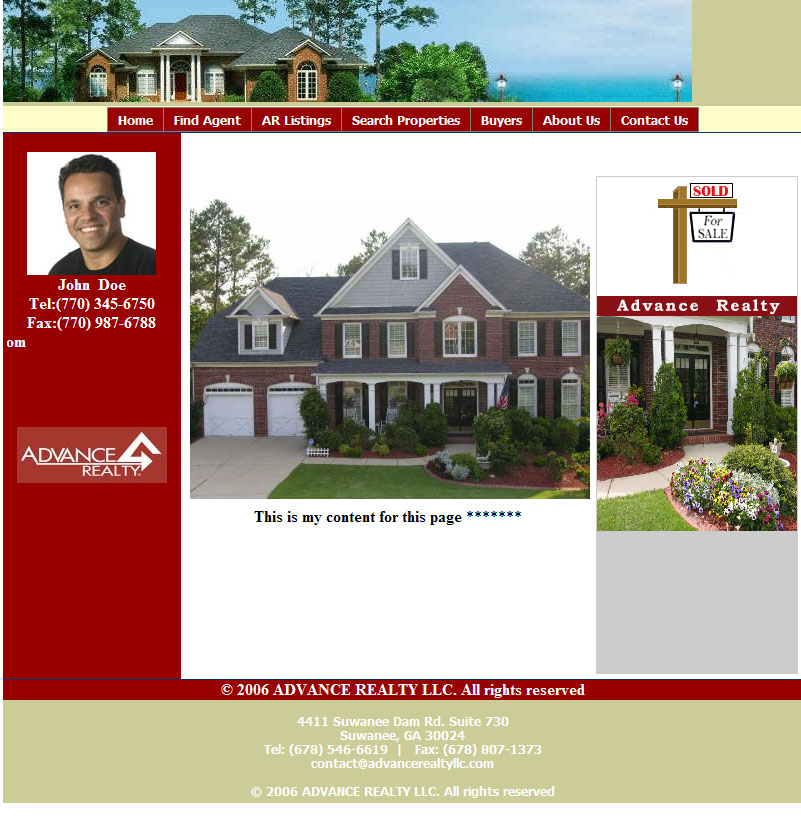 Home Find Agent AR Listings Search Properties Buyers About Us Contact Us
John Doe
Tel:(770) 345-6750
Fax:(770) 987-6788
om
ADVANCE
REALTY
This is my content for this page *******
SOLD
For
SALE
Advance Realty
© 2006 ADVANCE REALTY LLC. All rights reserved
4411 Suwanee Dam Rd. Suite 730
Suwanee, GA 30024
Tel: (678) 546-6619 | Fax: (678) 807-1373
contact@advancerealtyllc.com
© 2006 ADVANCE REALTY LLC. All rights reserved